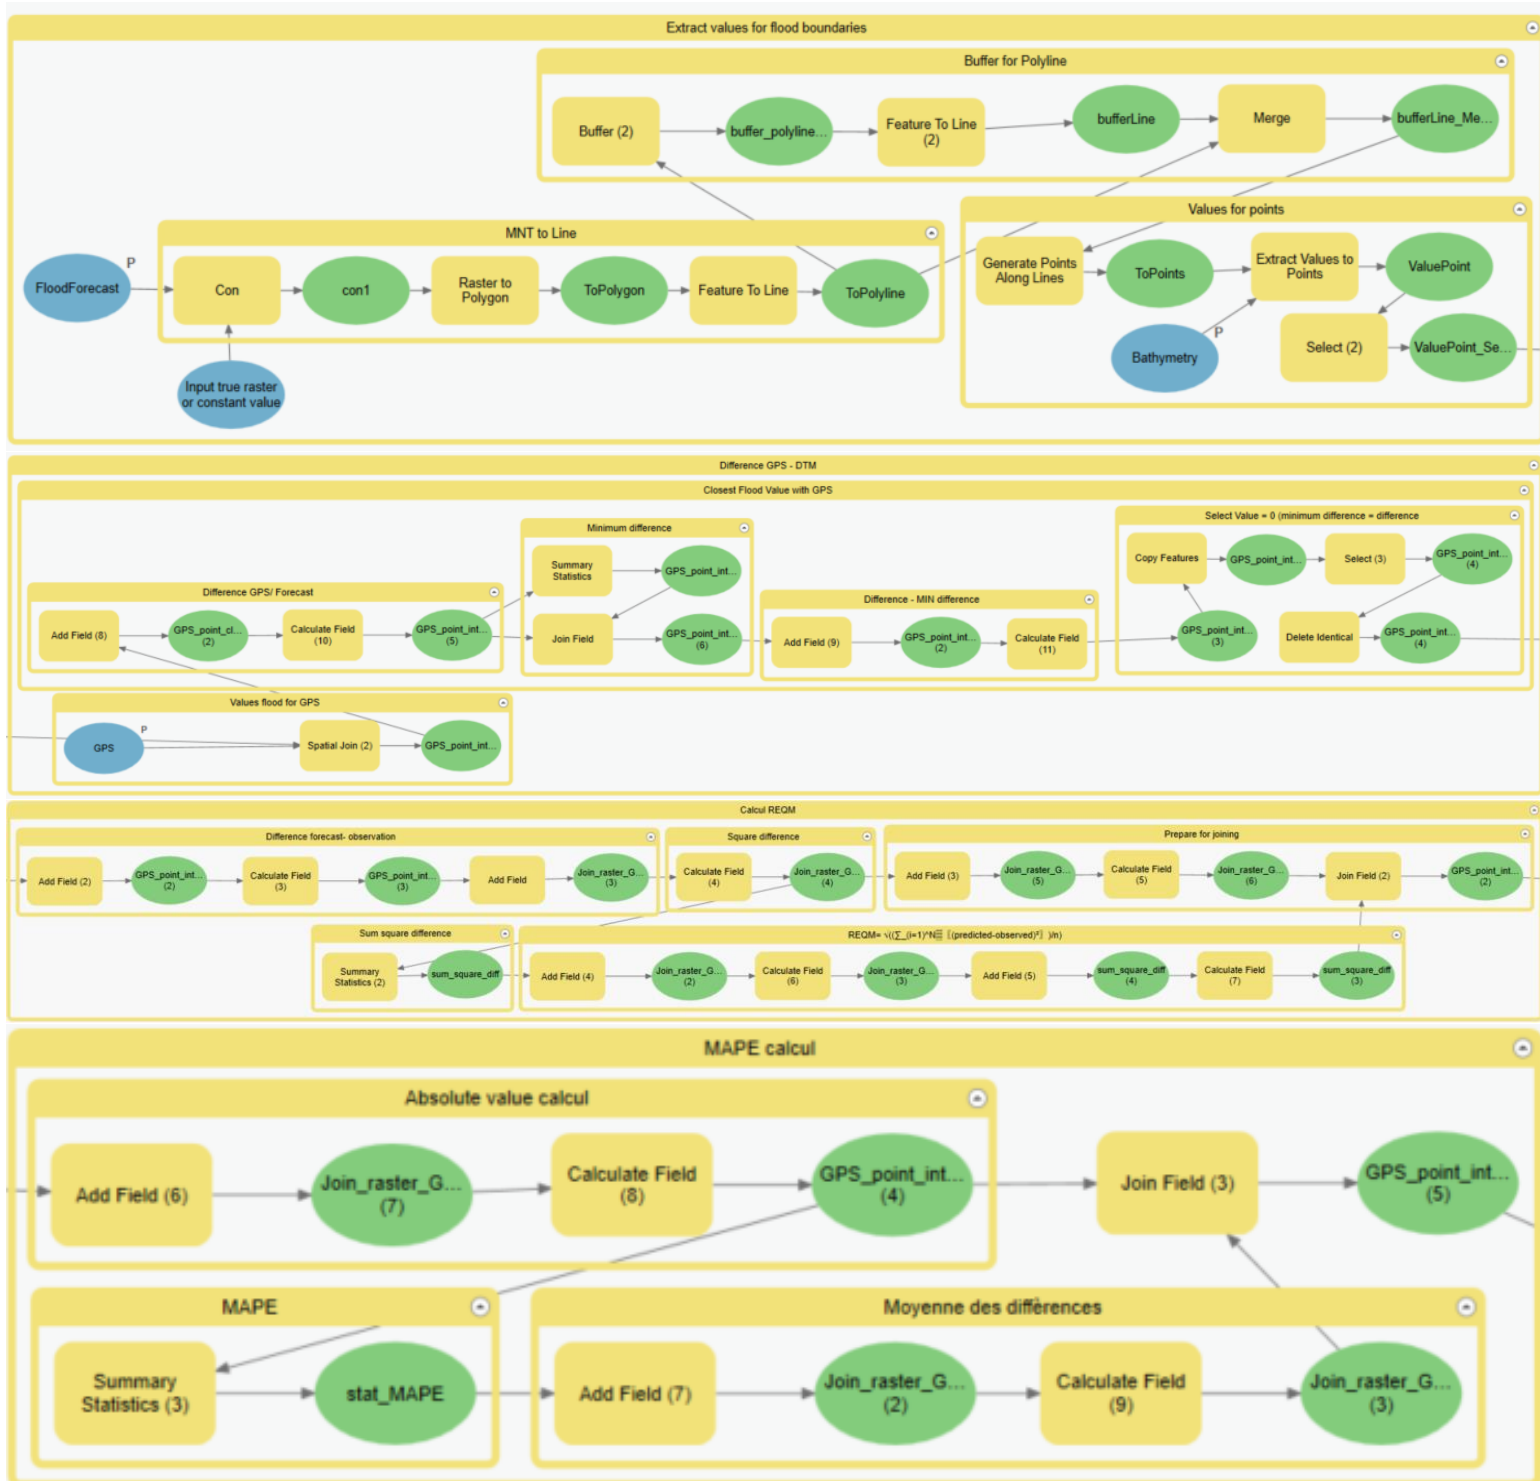 Extract values for flood boundaries
Buffer for Polyline
Buffer (2)
buffer_polyline...
Feature To Line
(2)
bufferLine
Merge
bufferLine_Me...
MNT to Line
FloodForecast
P
Con
con1
Raster to
Polygon
ToPolygon
Feature To Line
ToPolyline
Input true raster
or constant value
Values for points
Generate Points
Along Lines
ToPoints
Extract Values to
Points
ValuePoint
Bathymetry
P
Select (2)
ValuePoint_Se...
Difference GPS - DTM
Closest Flood Value with GPS
Difference GPS/ Forecast
Add Field (8)
GPS_point_cl...
(2)
Calculate Field
(10)
GPS_point_int...
(5)
Minimum difference
Summary
Statistics
GPS_point_int...
Join Field
GPS_point_int...
(6)
Difference - MIN difference
Add Field (9)
GPS_point_int...
(2)
Calculate Field
(11)
Select Value = 0 (minimum difference = difference
Copy Features
GPS_point_int...
Select (3)
GPS_point_int...
(4)
GPS_point_int...
(3)
Delete Identical
GPS_point_int...
(4)
Values flood for GPS
GPS
P
Spatial Join (2)
GPS_point_int...
Calcul REQM
Difference forecast- observation
Add Field (2)
GPS_point_int...
(2)
Calculate Field
(3)
GPS_point_int...
(3)
Add Field
Join_raster_G...
(3)
Square difference
Calculate Field
(4)
Join_raster_G...
(4)
Prepare for joining
Add Field (3)
Join_raster_G...
(5)
Calculate Field
(5)
Join_raster_G...
(6)
Join Field (2)
GPS_point_int...
(2)
Sum square difference
Summary
Statistics (2)
sum_square_diff
REQM= √((∑_(i=1)^N▒〖(predicted-observed)²〗)/n)
Add Field (4)
Join_raster_G...
(2)
Calculate Field
(6)
Join_raster_G...
(3)
Add Field (5)
sum_square_diff
(4)
Calculate Field
(7)
sum_square_diff
(3)
MAPE calcul
Absolute value calcul
Add Field (6)
Join_raster_G...
(7)
Calculate Field
(8)
GPS_point_int...
(4)
Join Field (3)
GPS_point_int...
(5)
MAPE
Summary
Statistics (3)
stat_MAPE
Moyenne des différences
Add Field (7)
Join_raster_G...
(2)
Calculate Field
(9)
Join_raster_G...
(3)